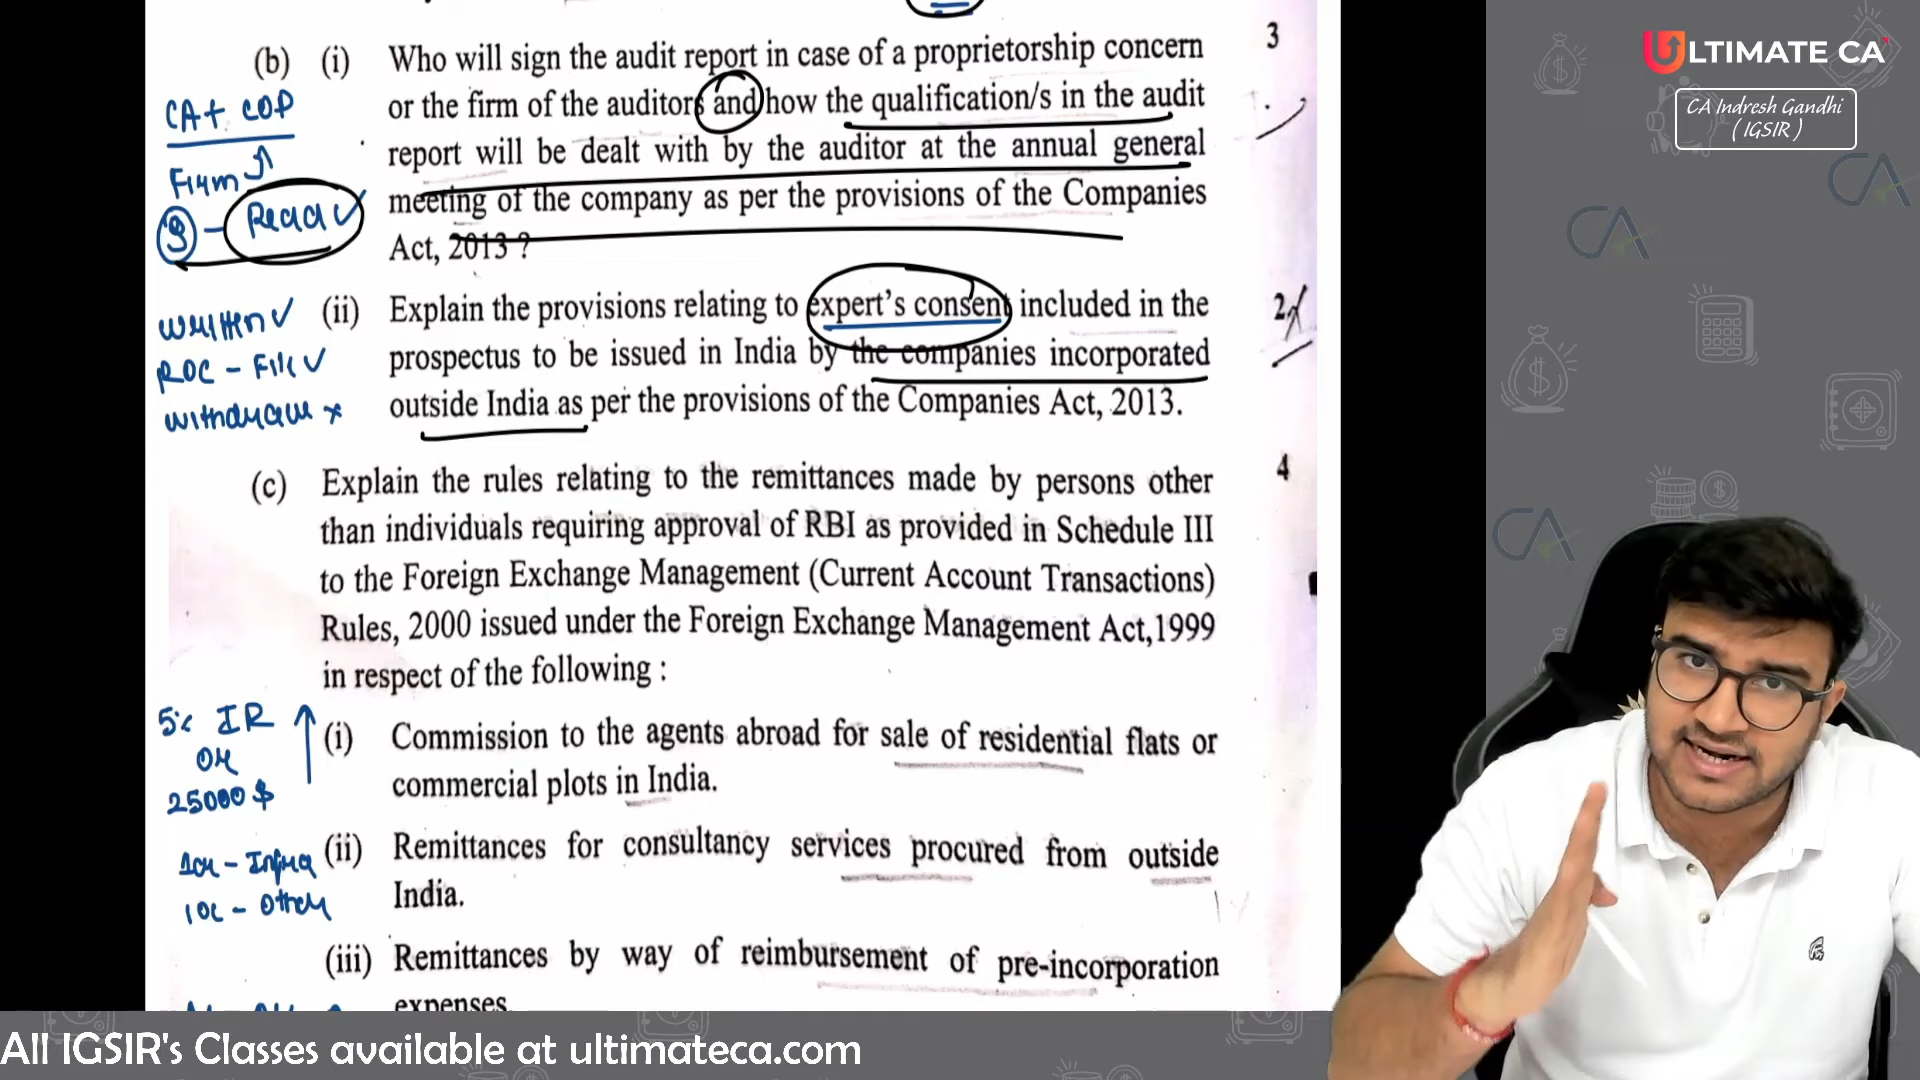 ULTIMATE CA
CA Indresh Gandhi
( IGSIR )
(b) (i) Who will sign the audit report in case of a proprietorship concern 3
or the firm of the auditors and how the qualification/s in the audit
report will be dealt with by the auditor at the annual general
meeting of the company as per the provisions of the Companies
Act, 2013 ?
CA + COP
Firm
Read
(ii) Explain the provisions relating to expert's consent included in the 2
prospectus to be issued in India by the companies incorporated
outside India as per the provisions of the Companies Act, 2013.
written
ROC - File
withdraw x
(c) Explain the rules relating to the remittances made by persons other 4
than individuals requiring approval of RBI as provided in Schedule III
to the Foreign Exchange Management (Current Account Transactions)
Rules, 2000 issued under the Foreign Exchange Management Act,1999
in respect of the following :
(i) Commission to the agents abroad for sale of residential flats or
commercial plots in India.
5% IR
OR
25000 $
(ii) Remittances for consultancy services procured from outside
India.
1cr - Infra
10L - Other
(iii) Remittances by way of reimbursement of pre-incorporation
expenses.
CA
CA
CA
All IGSIR's Classes available at ultimateca.com